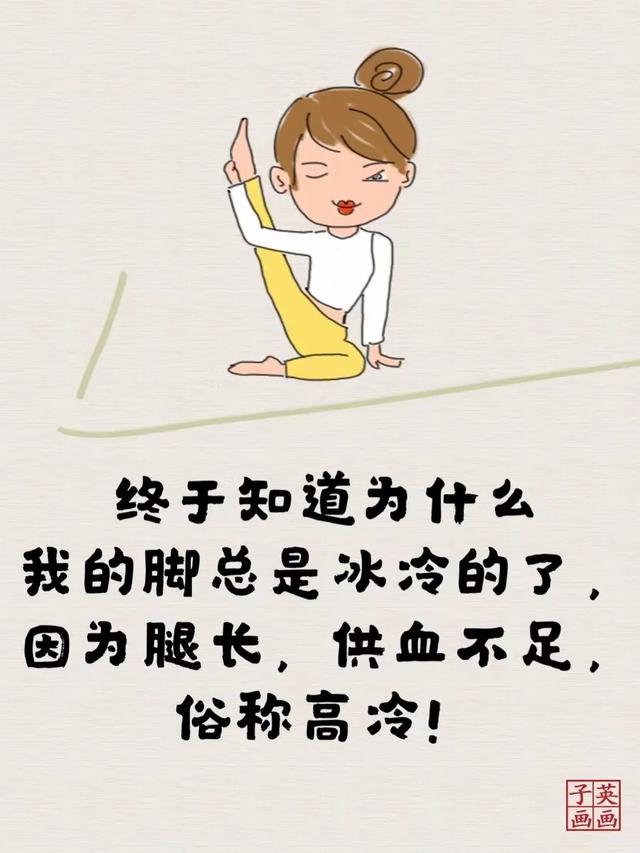 终于知道为什么
我的脚总是冰冷的了，
因为腿长，供血不足，
俗称高冷！
子英
画画